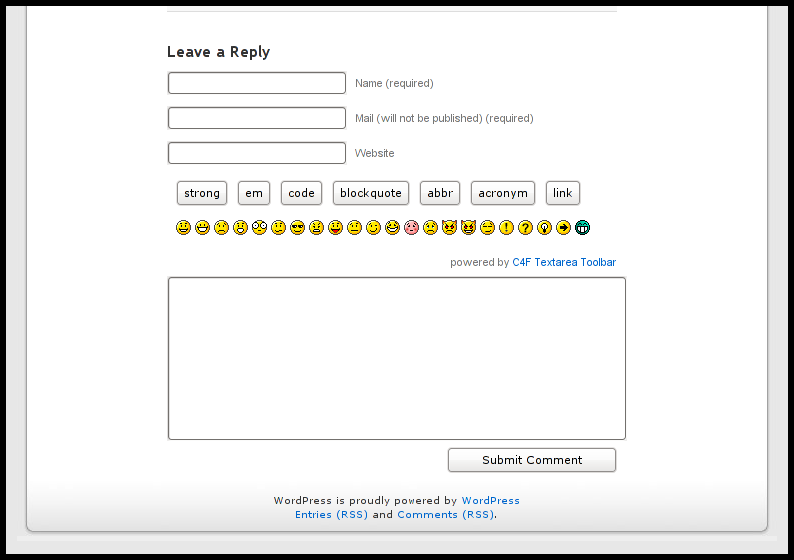 Leave a Reply
Name (required)
Mail (will not be published) (required)
Website
strong em code blockquote abbr acronym link
powered by C4F Textarea Toolbar
Submit Comment
WordPress is proudly powered by WordPress
Entries (RSS) and Comments (RSS).